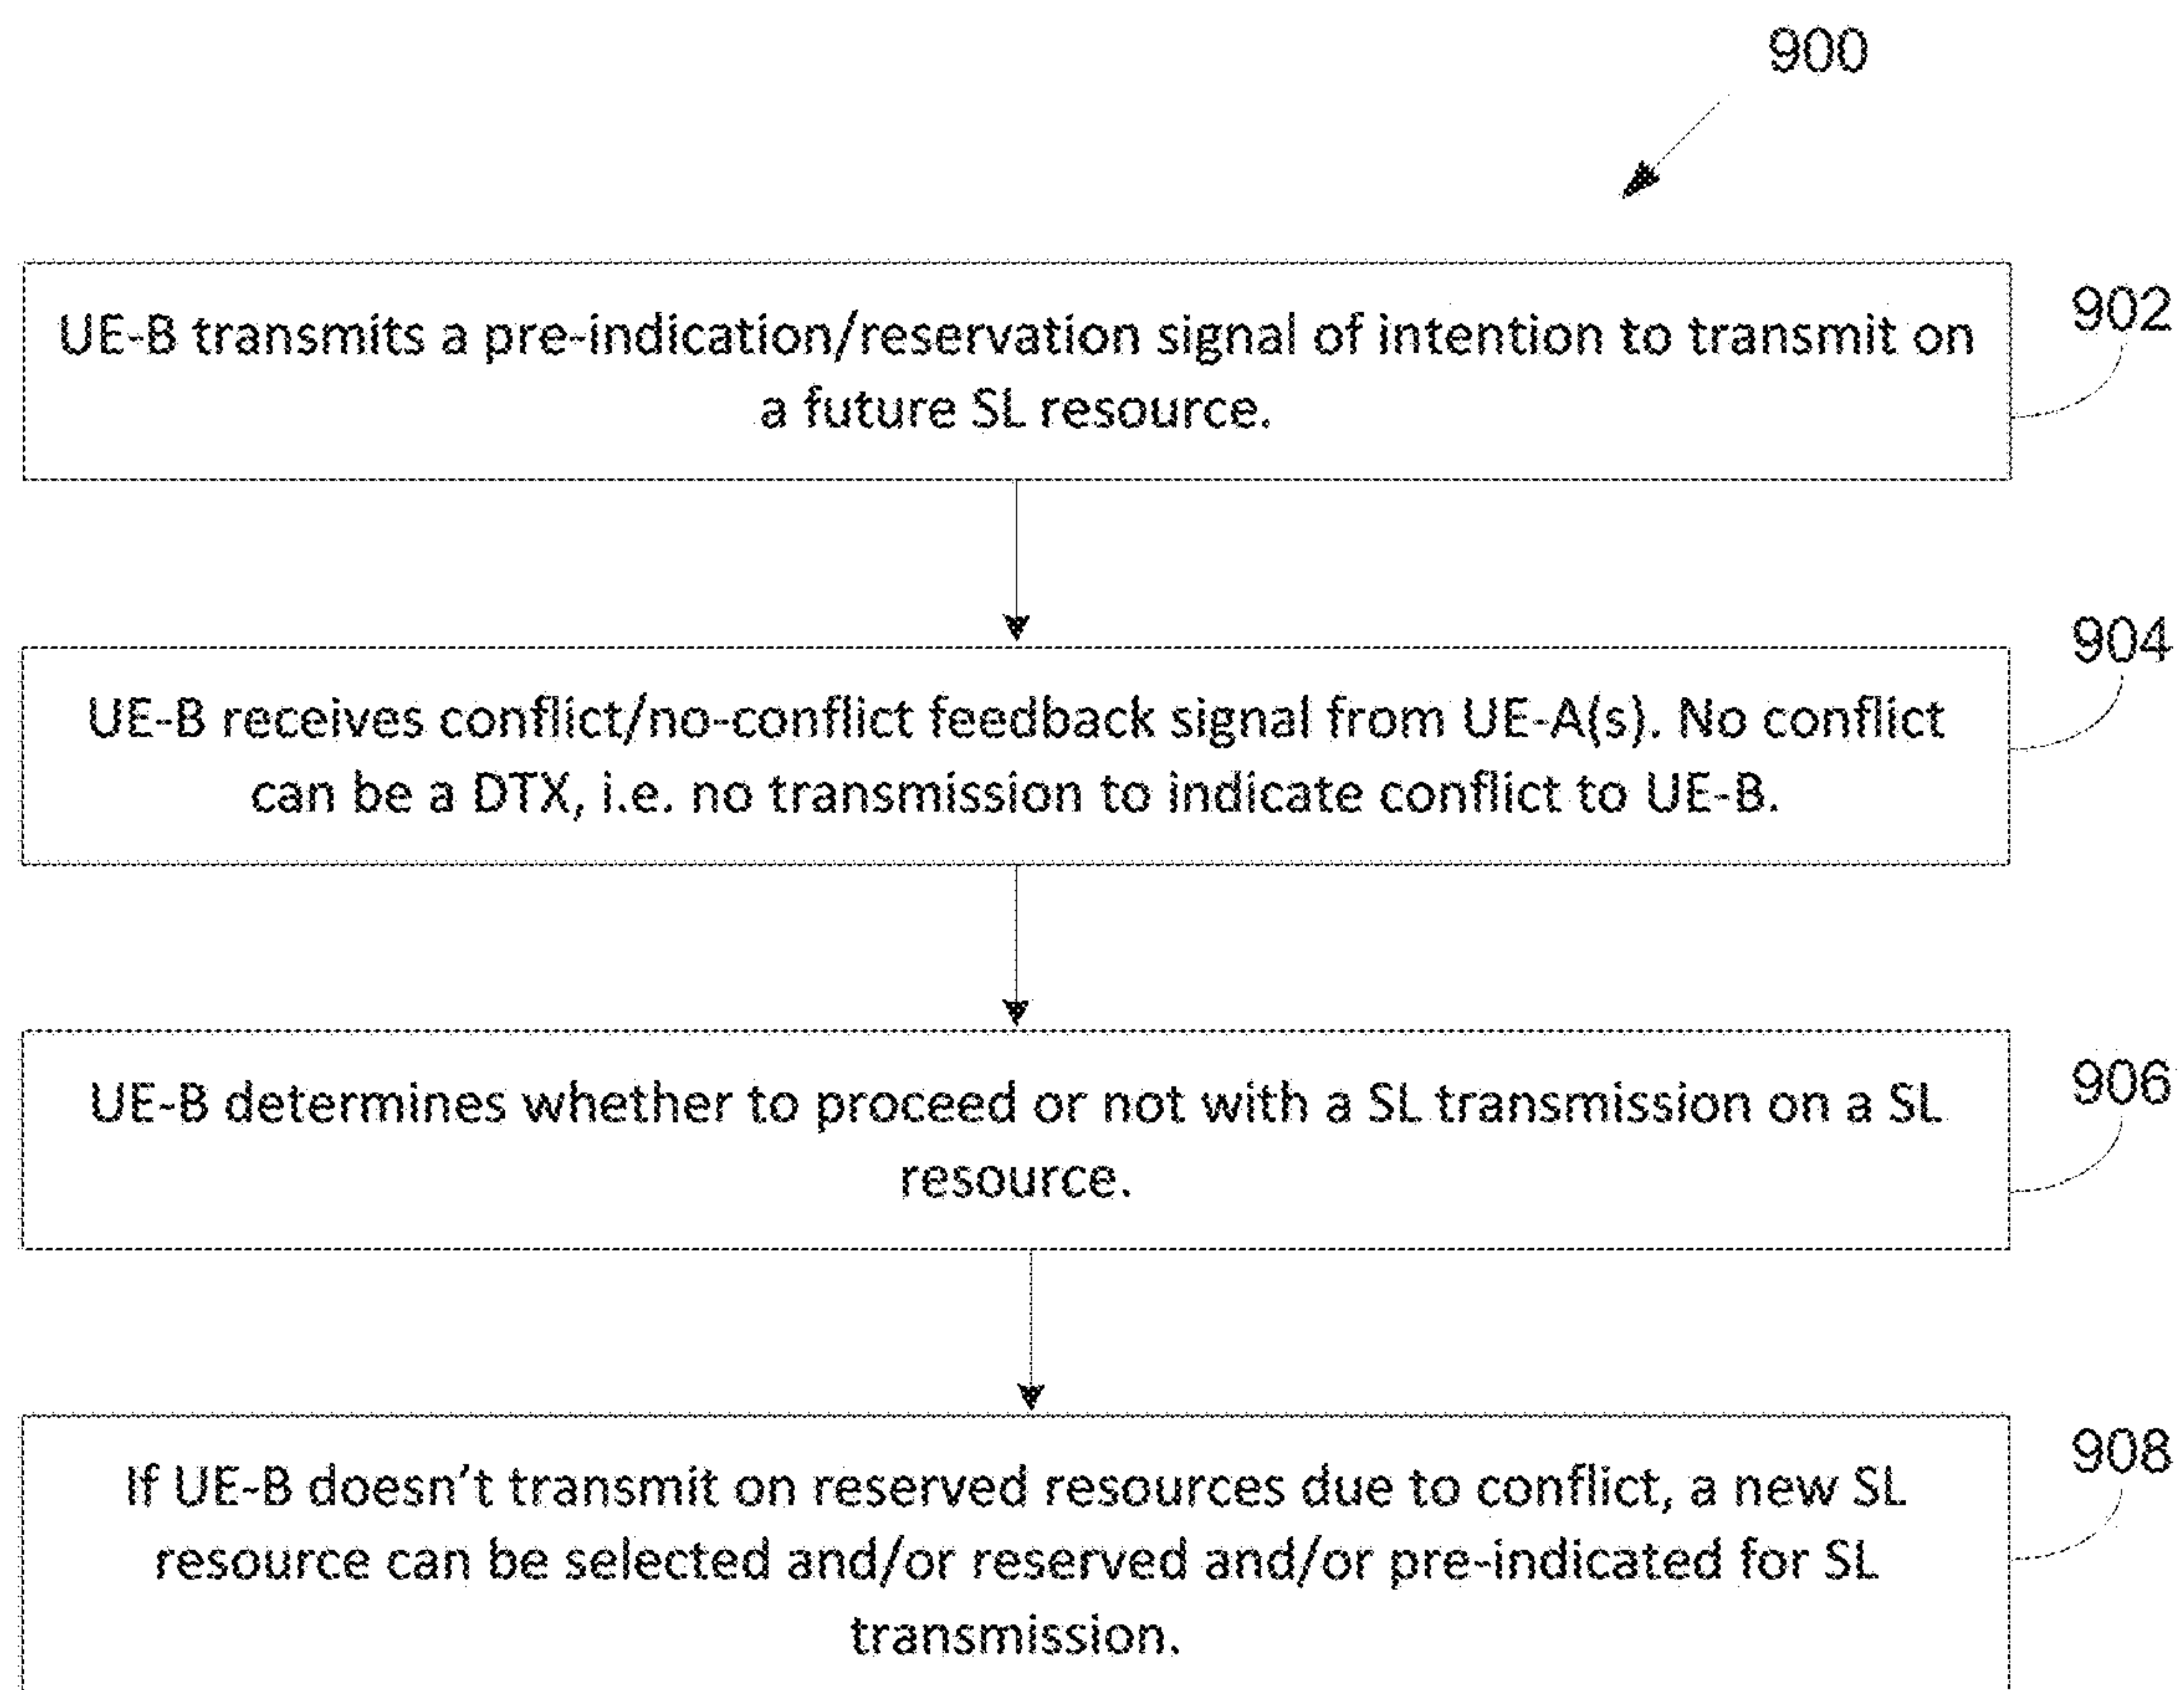 900
UE-B transmits a pre-indication/reservation signal of intention to transmit on
a future SL resource.
902
UE-B receives conflict/no-conflict feedback signal from UE-A(s). No conflict
can be a DTX, i.e. no transmission to indicate conflict to UE-B.
904
UE-B determines whether to proceed or not with a SL transmission on a SL
resource.
906
If UE-B doesn’t transmit on reserved resources due to conflict, a new SL
resource can be selected and/or reserved and/or pre-indicated for SL
transmission.
908